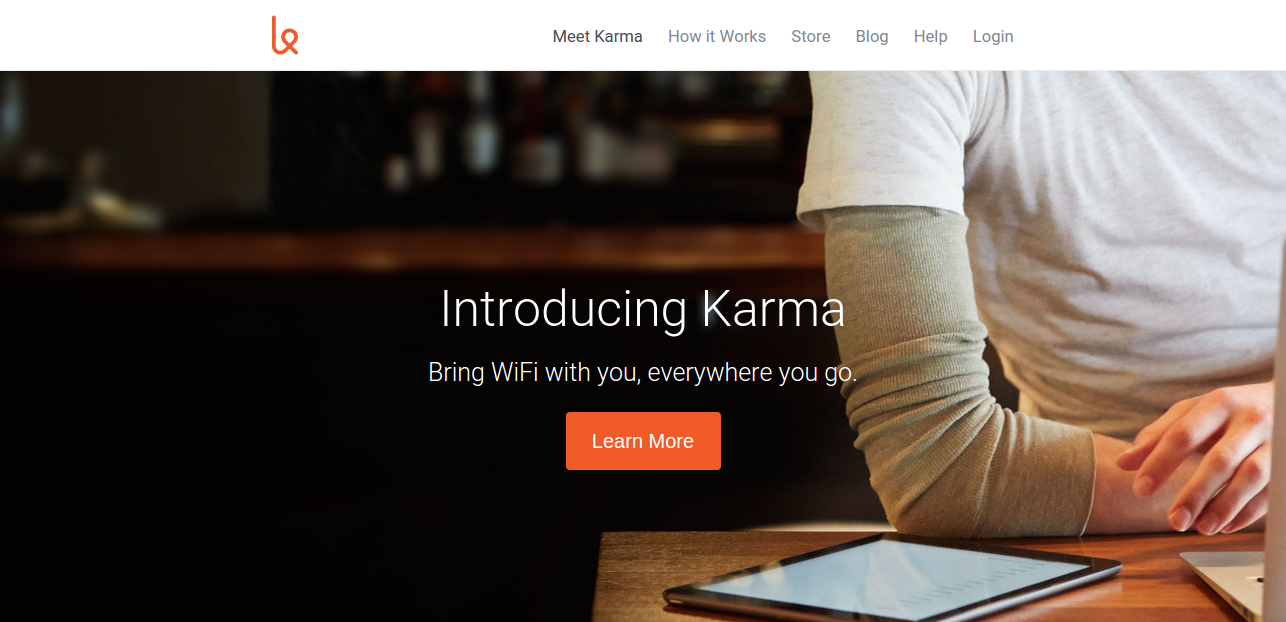 Meet Karma How it Works Store Blog Help Login
Introducing Karma
Bring WiFi with you, everywhere you go.
Learn More